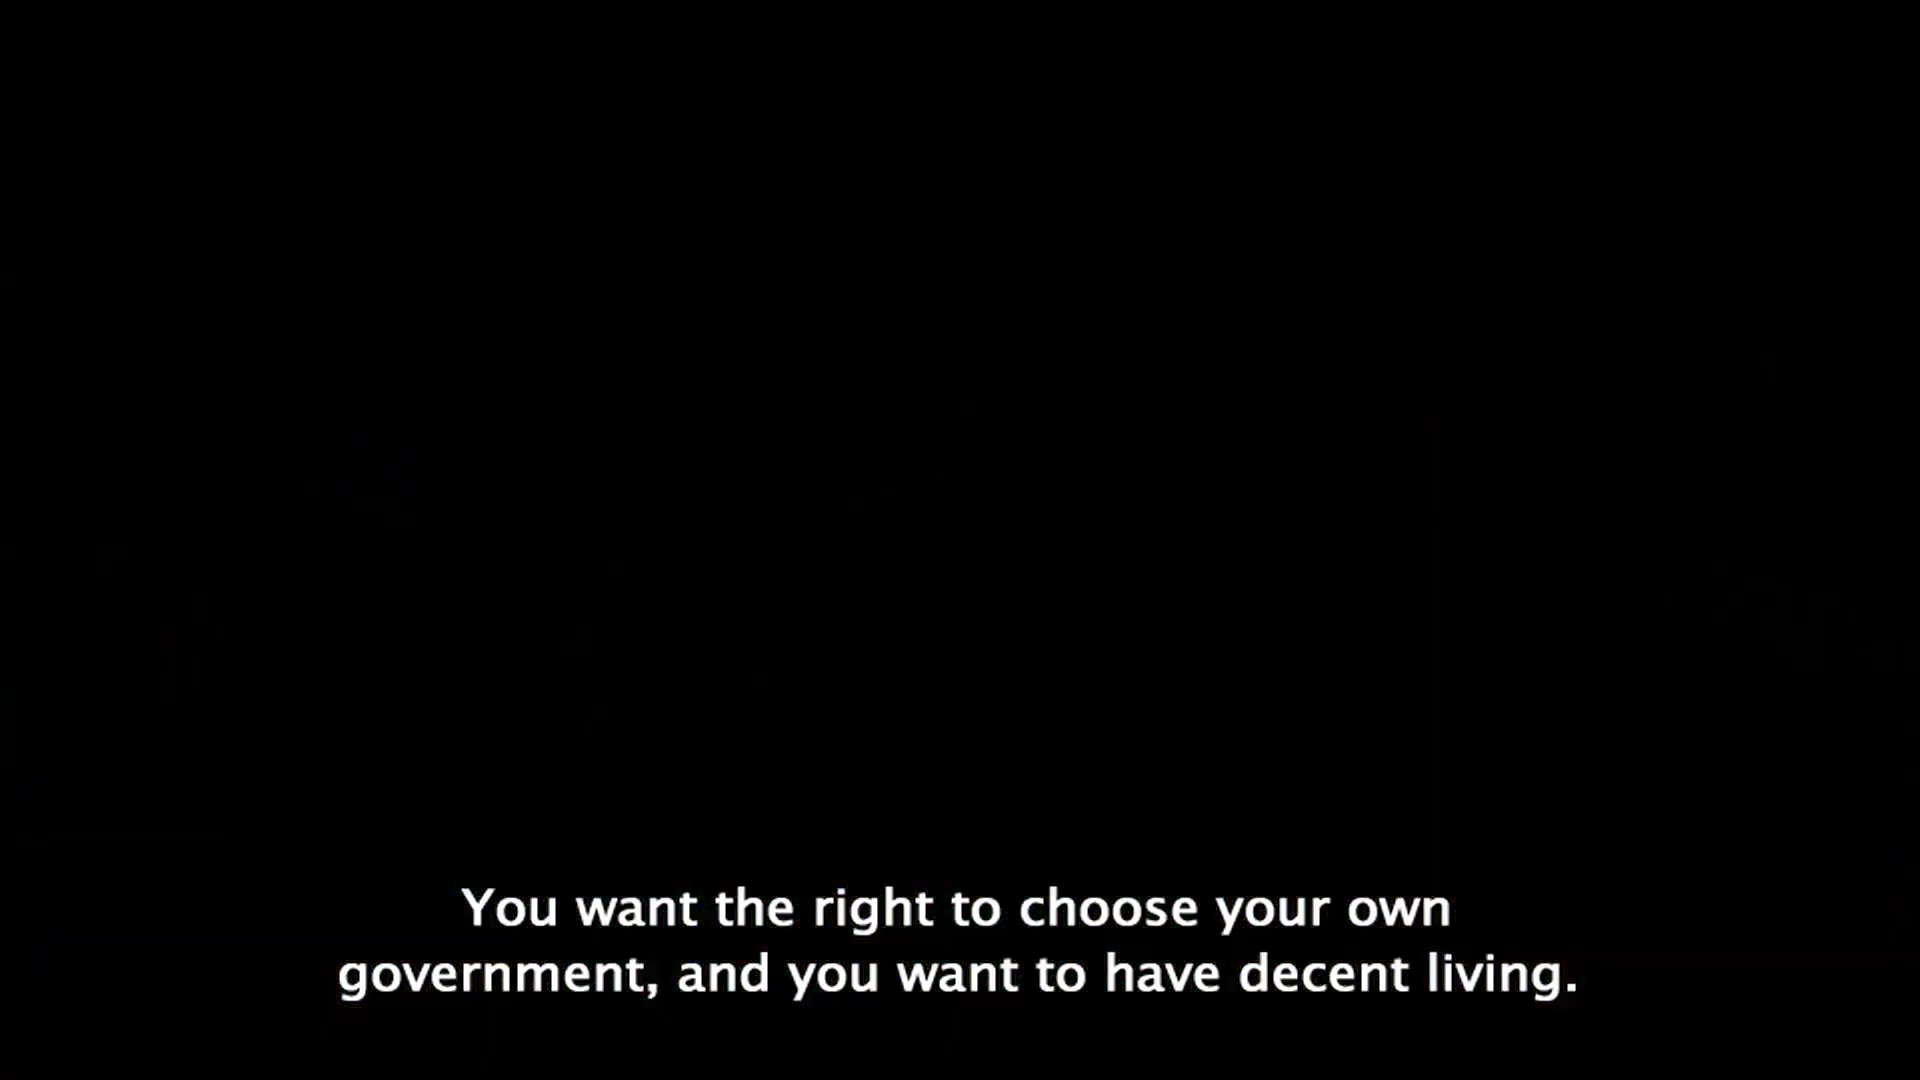 You want the right to choose your own
government, and you want to have decent living.